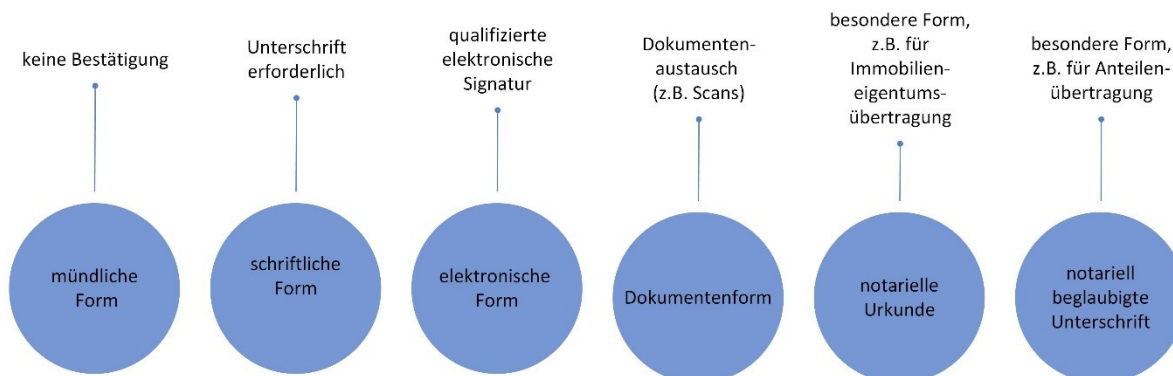 keine Bestätigung
Unterschrift
erforderlich
qualifizierte
elektronische
Signatur
Dokumenten-
austausch
(z.B. Scans)
besondere Form,
z.B. für
Immobilien-
eigentums-
übertragung
besondere Form,
z.B. für Anteilen-
übertragung
mündliche
Form
schriftliche
Form
elektronische
Form
Dokumentenform
notarielle
Urkunde
notariell
beglaubigte
Unterschrift